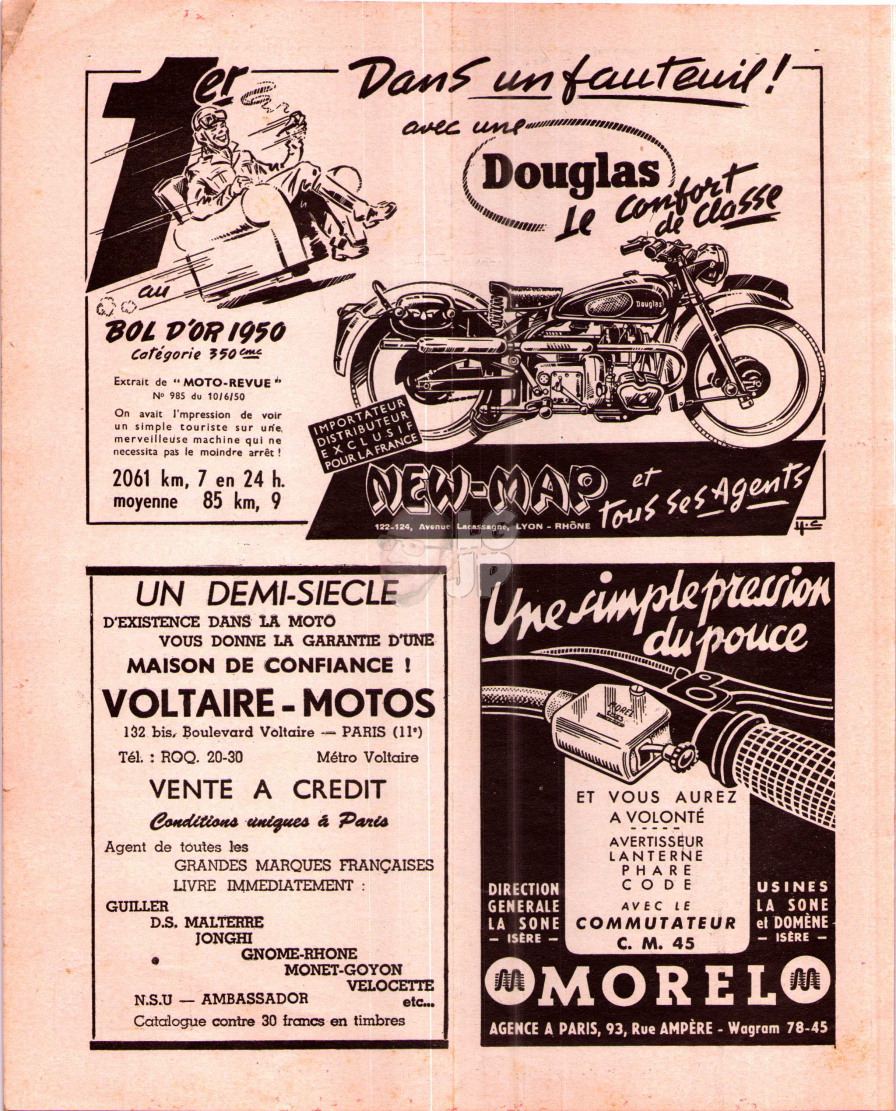 1er Dans un fauteuil !
avec une
Douglas
Le Confort
de Classe
au
BOL D'OR 1950
Catégorie 350 cmc
Extrait de "MOTO-REVUE"
N° 985 du 10/6/50
On avait l'mpression de voir
un simple touriste sur une,
merveilleuse machine qui ne
necessita pas le moindre arrêt !
2061 km, 7 en 24 h.
moyenne 85 km, 9
Douglas
IMPORTATEUR
DISTRIBUTEUR
EXCLUSIF
POUR LA FRANCE
NEW-MAP et
tous ses Agents
122-124, Avenue Lacassagne, LYON - RHÔNE
H.C
UN DEMI-SIECLE
D'EXISTENCE DANS LA MOTO
VOUS DONNE LA GARANTIE D'UNE
MAISON DE CONFIANCE !
VOLTAIRE - MOTOS
132 bis, Boulevard Voltaire — PARIS (11e)
Tél. : ROQ. 20-30 Métro Voltaire
VENTE A CREDIT
Conditions uniques à Paris
Agent de toutes les
GRANDES MARQUES FRANÇAISES
LIVRE IMMEDIATEMENT :
GUILLER
D.S. MALTERRE
JONGHI
GNOME-RHONE
MONET-GOYON
VELOCETTE
N.S.U — AMBASSADOR etc...
Catalogue contre 30 francs en timbres
Une simple pression
du pouce
MOREL
ET VOUS AUREZ
A VOLONTÉ
AVERTISSEUR
LANTERNE
PHARE
CODE
AVEC LE
COMMUTATEUR
C. M. 45
DIRECTION
GENERALE
LA SONE
— ISÈRE —
USINES
LA SONE
et DOMÈNE
— ISÈRE —
MOREL
AGENCE A PARIS, 93, Rue AMPÈRE - Wagram 78-45